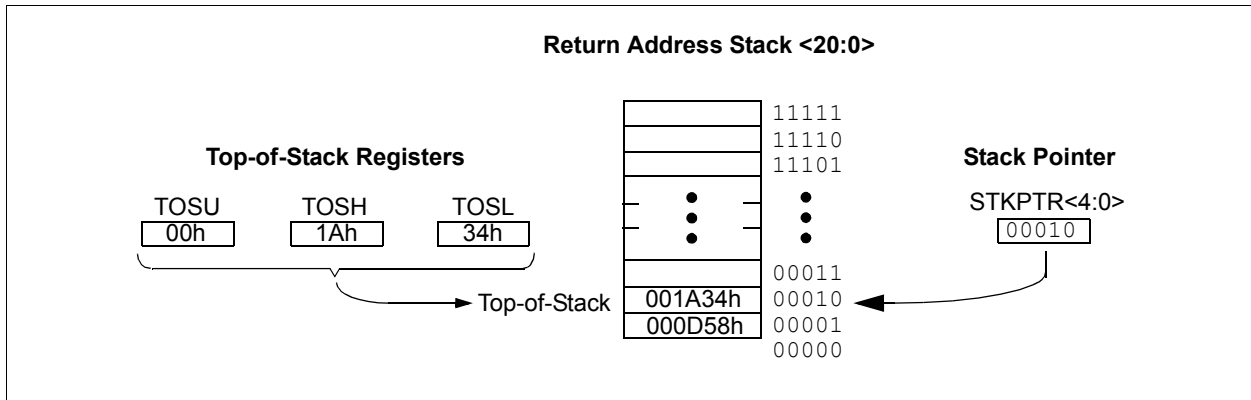 Return Address Stack <20:0>
11111
11110
11101
Top-of-Stack Registers
Stack Pointer
TOSU TOSH TOSL
STKPTR<4:0>
00h 1Ah 34h
00010
00011
Top-of-Stack 001A34h 00010
000D58h 00001
00000